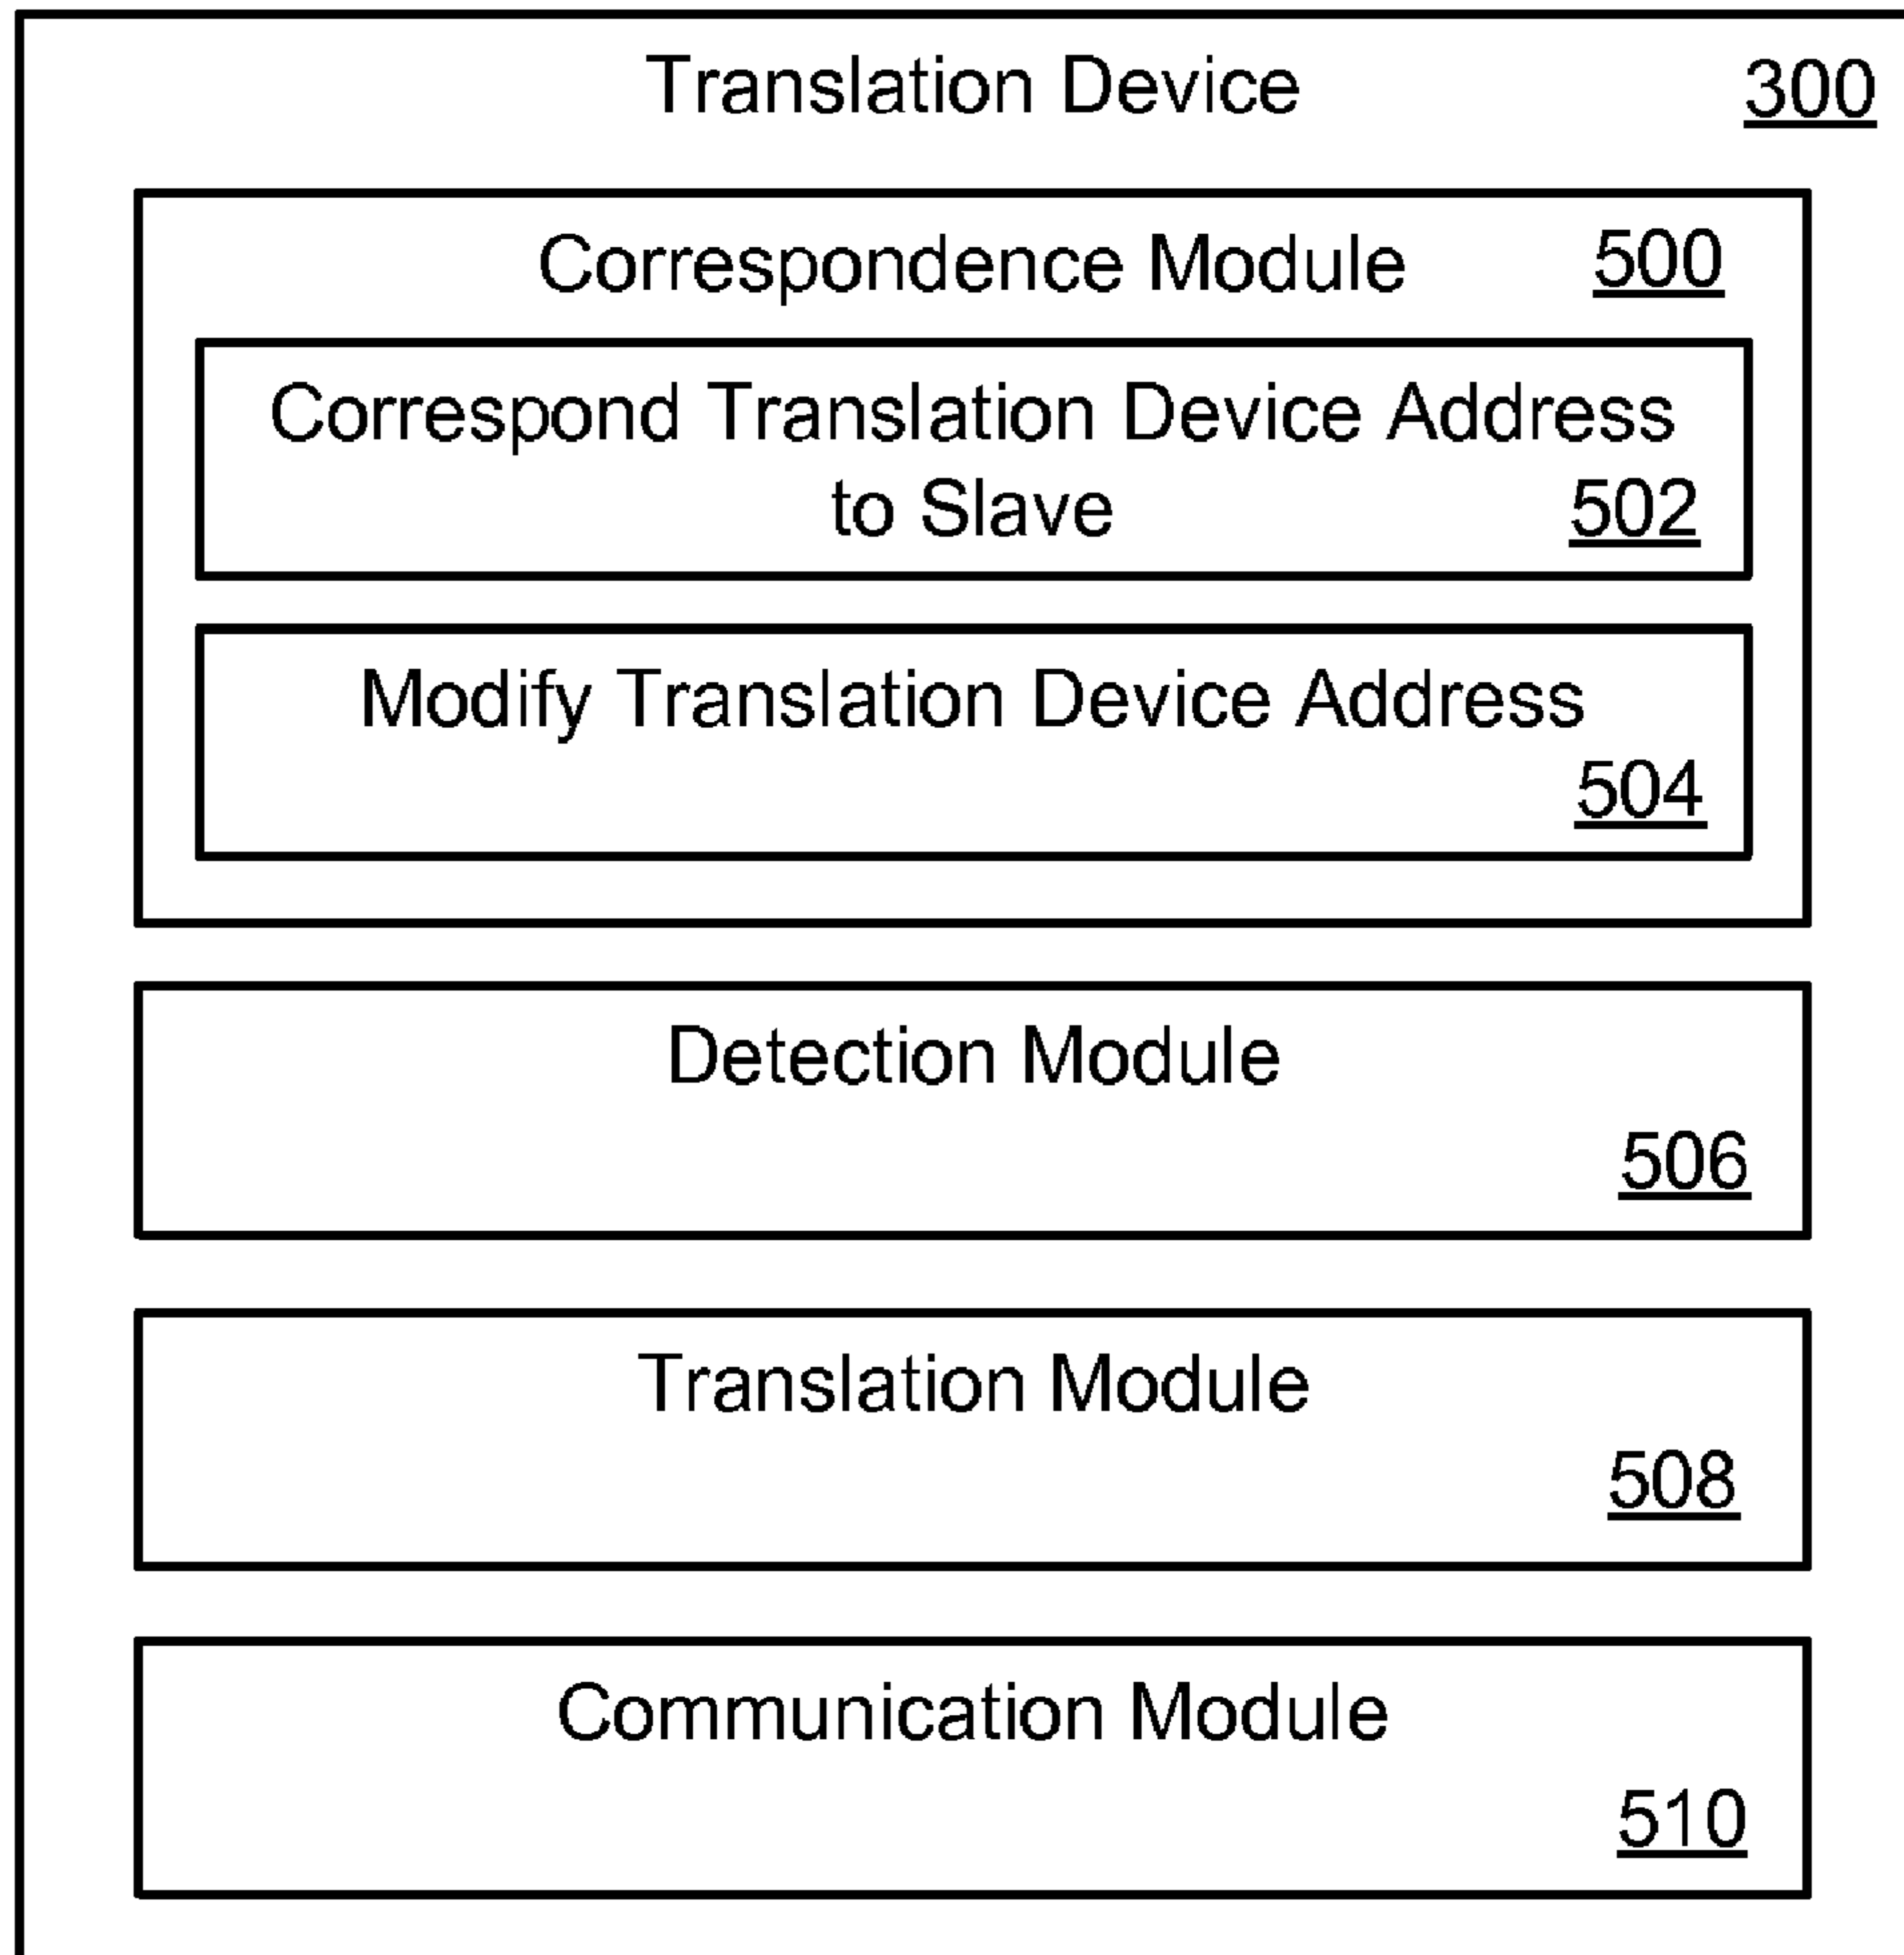 Translation Device 300
Correspondence Module 500
Correspond Translation Device Address
to Slave 502
Modify Translation Device Address
504
Detection Module
506
Translation Module
508
Communication Module
510